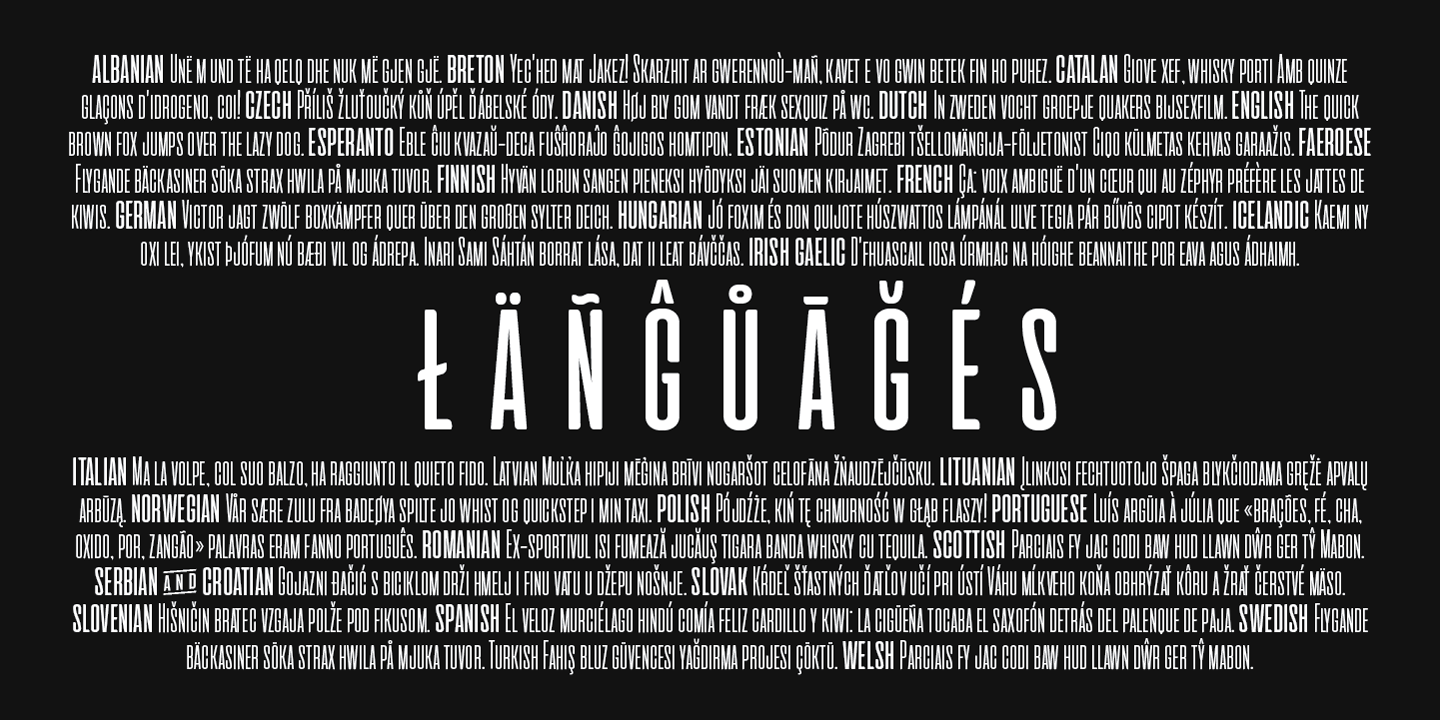 ALBANIAN Unë mund të ha qelq dhe nuk më gjen gjë. BRETON Yec'hed mat Jakez! Skarzhit ar gwerennoù-mañ, kavet e vo gwin betek fin ho puhez. CATALAN Giove xef, whisky porti Amb quinze
glaçons d'idrogeno, coi! CZECH Příliš žluťoučký kůň úpěl ďábelské ódy. DANISH Høj bly gom vandt fræk sexquiz på wc. DUTCH In zweden vocht groepje quakers bijsexfilm. ENGLISH The quick
brown fox jumps over the lazy dog. ESPERANTO Eble ĉiu kvazaŭ-deca fuŝĥoraĵo ĝojigos homtipon. ESTONIAN Põdur Zagrebi tšellomängija-följetonist Ciqo külmetas kehvas garaažis. FAEROESE
Flygande bäckasiner söka strax hwila på mjuka tuvor. FINNISH Hyvän lorun sangen pieneksi hyödyksi jäi suomen kirjaimet. FRENCH Ça: voix ambiguë d'un cœur qui au zéphyr préfère les jattes de
kiwis. GERMAN Victor jagt zwölf boxkämpfer quer über den großen sylter deich. HUNGARIAN Jó foxim és don quijote húszwattos lámpánál ulve tegia pár bűvös cipot készít. ICELANDIC Kaemi ny
oxi lei, ykist þjófum nú bæði vil og ádrepa. Inari Sami Sáhtán borrat lása, dat ii leat bávččas. IRISH GAELIC D'fhuascail iosa úrmhac na hóighe beannaithe por eava agus ádhaimh.
ŁÄÑĜŮĀĞÉS
ITALIAN Ma la volpe, col suo balzo, ha raggiunto il quieto fido. Latvian Muļķa hipiji mēģina brīvi nogaršot celofāna žņaudzējčūsku. LITUANIAN Įlinkusi fechtuotojo špaga blykčiodama gręžė apvalų
arbūzą. NORWEGIAN Vår sære zulu fra badeøya spilte jo whist og quickstep i min taxi. POLISH Pójdźże, kiń tę chmurność w głąb flaszy! PORTUGUESE Luís argüia à Júlia que «brações, fé, cha,
oxido, por, zangão» palavras eram fanno português. ROMANIAN Ex-sportivul isi fumează jucăuş tigara banda whisky cu tequila. SCOTTISH Parciais fy jac codi baw hud llawn dŵr ger tŷ Mabon.
SERBIAN AND CROATIAN Gojazni đačić s biciklom drži hmelj i finu vatu u džepu nošnje. SLOVAK Kŕdeľ šťastných ďatľov učí pri ústí Váhu mĺkveho koňa obhrýzať kôru a žrať čerstvé mäso.
SLOVENIAN Hišničin bratec vzgaja polže pod fikusom. SPANISH El veloz murciélago hindú comía feliz cardillo y kiwi: la cigüeña tocaba el saxofón detrás del palenque de paja. SWEDISH Flygande
bäckasiner söka strax hwila på mjuka tuvor. Turkish Fahiş bluz güvencesi yağdirma projesi çöktü. WELSH Parciais fy jac codi baw hud llawn dŵr ger tŷ mabon.